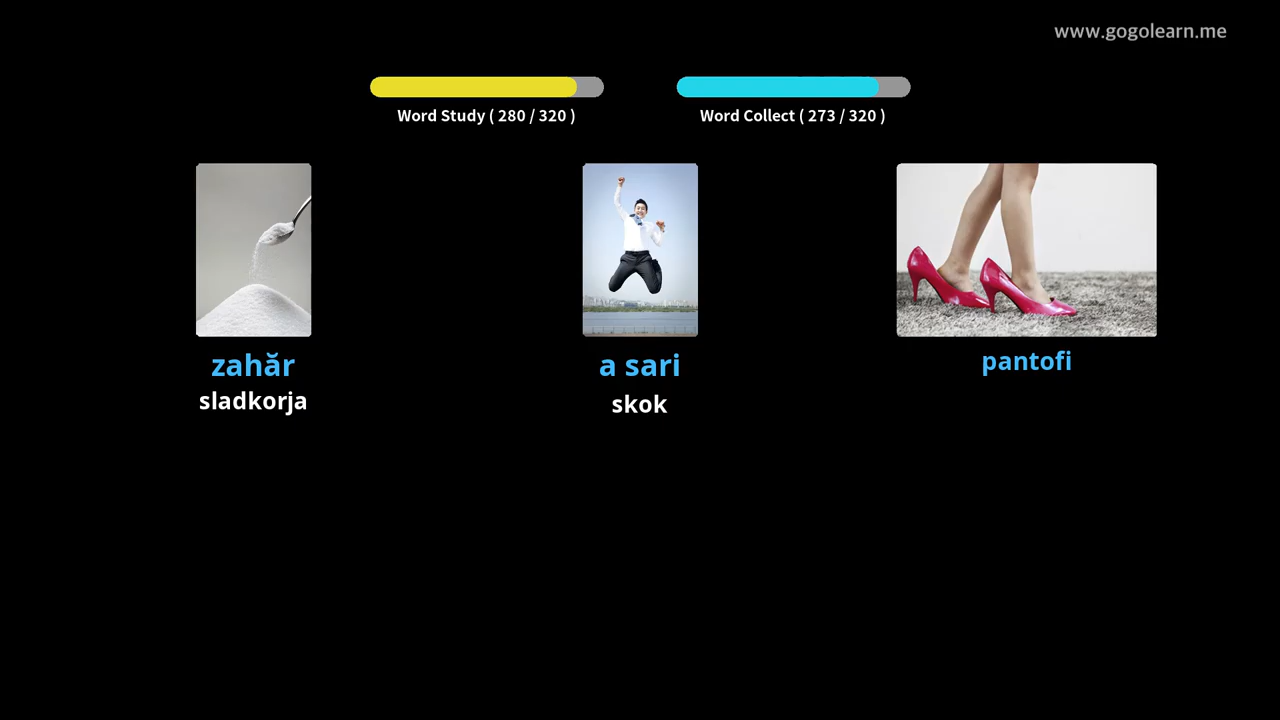 www.gogolearn.me
Word Study ( 280 / 320 )
Word Collect ( 273 / 320 )
zahăr
sladkorja
a sari
skok
pantofi